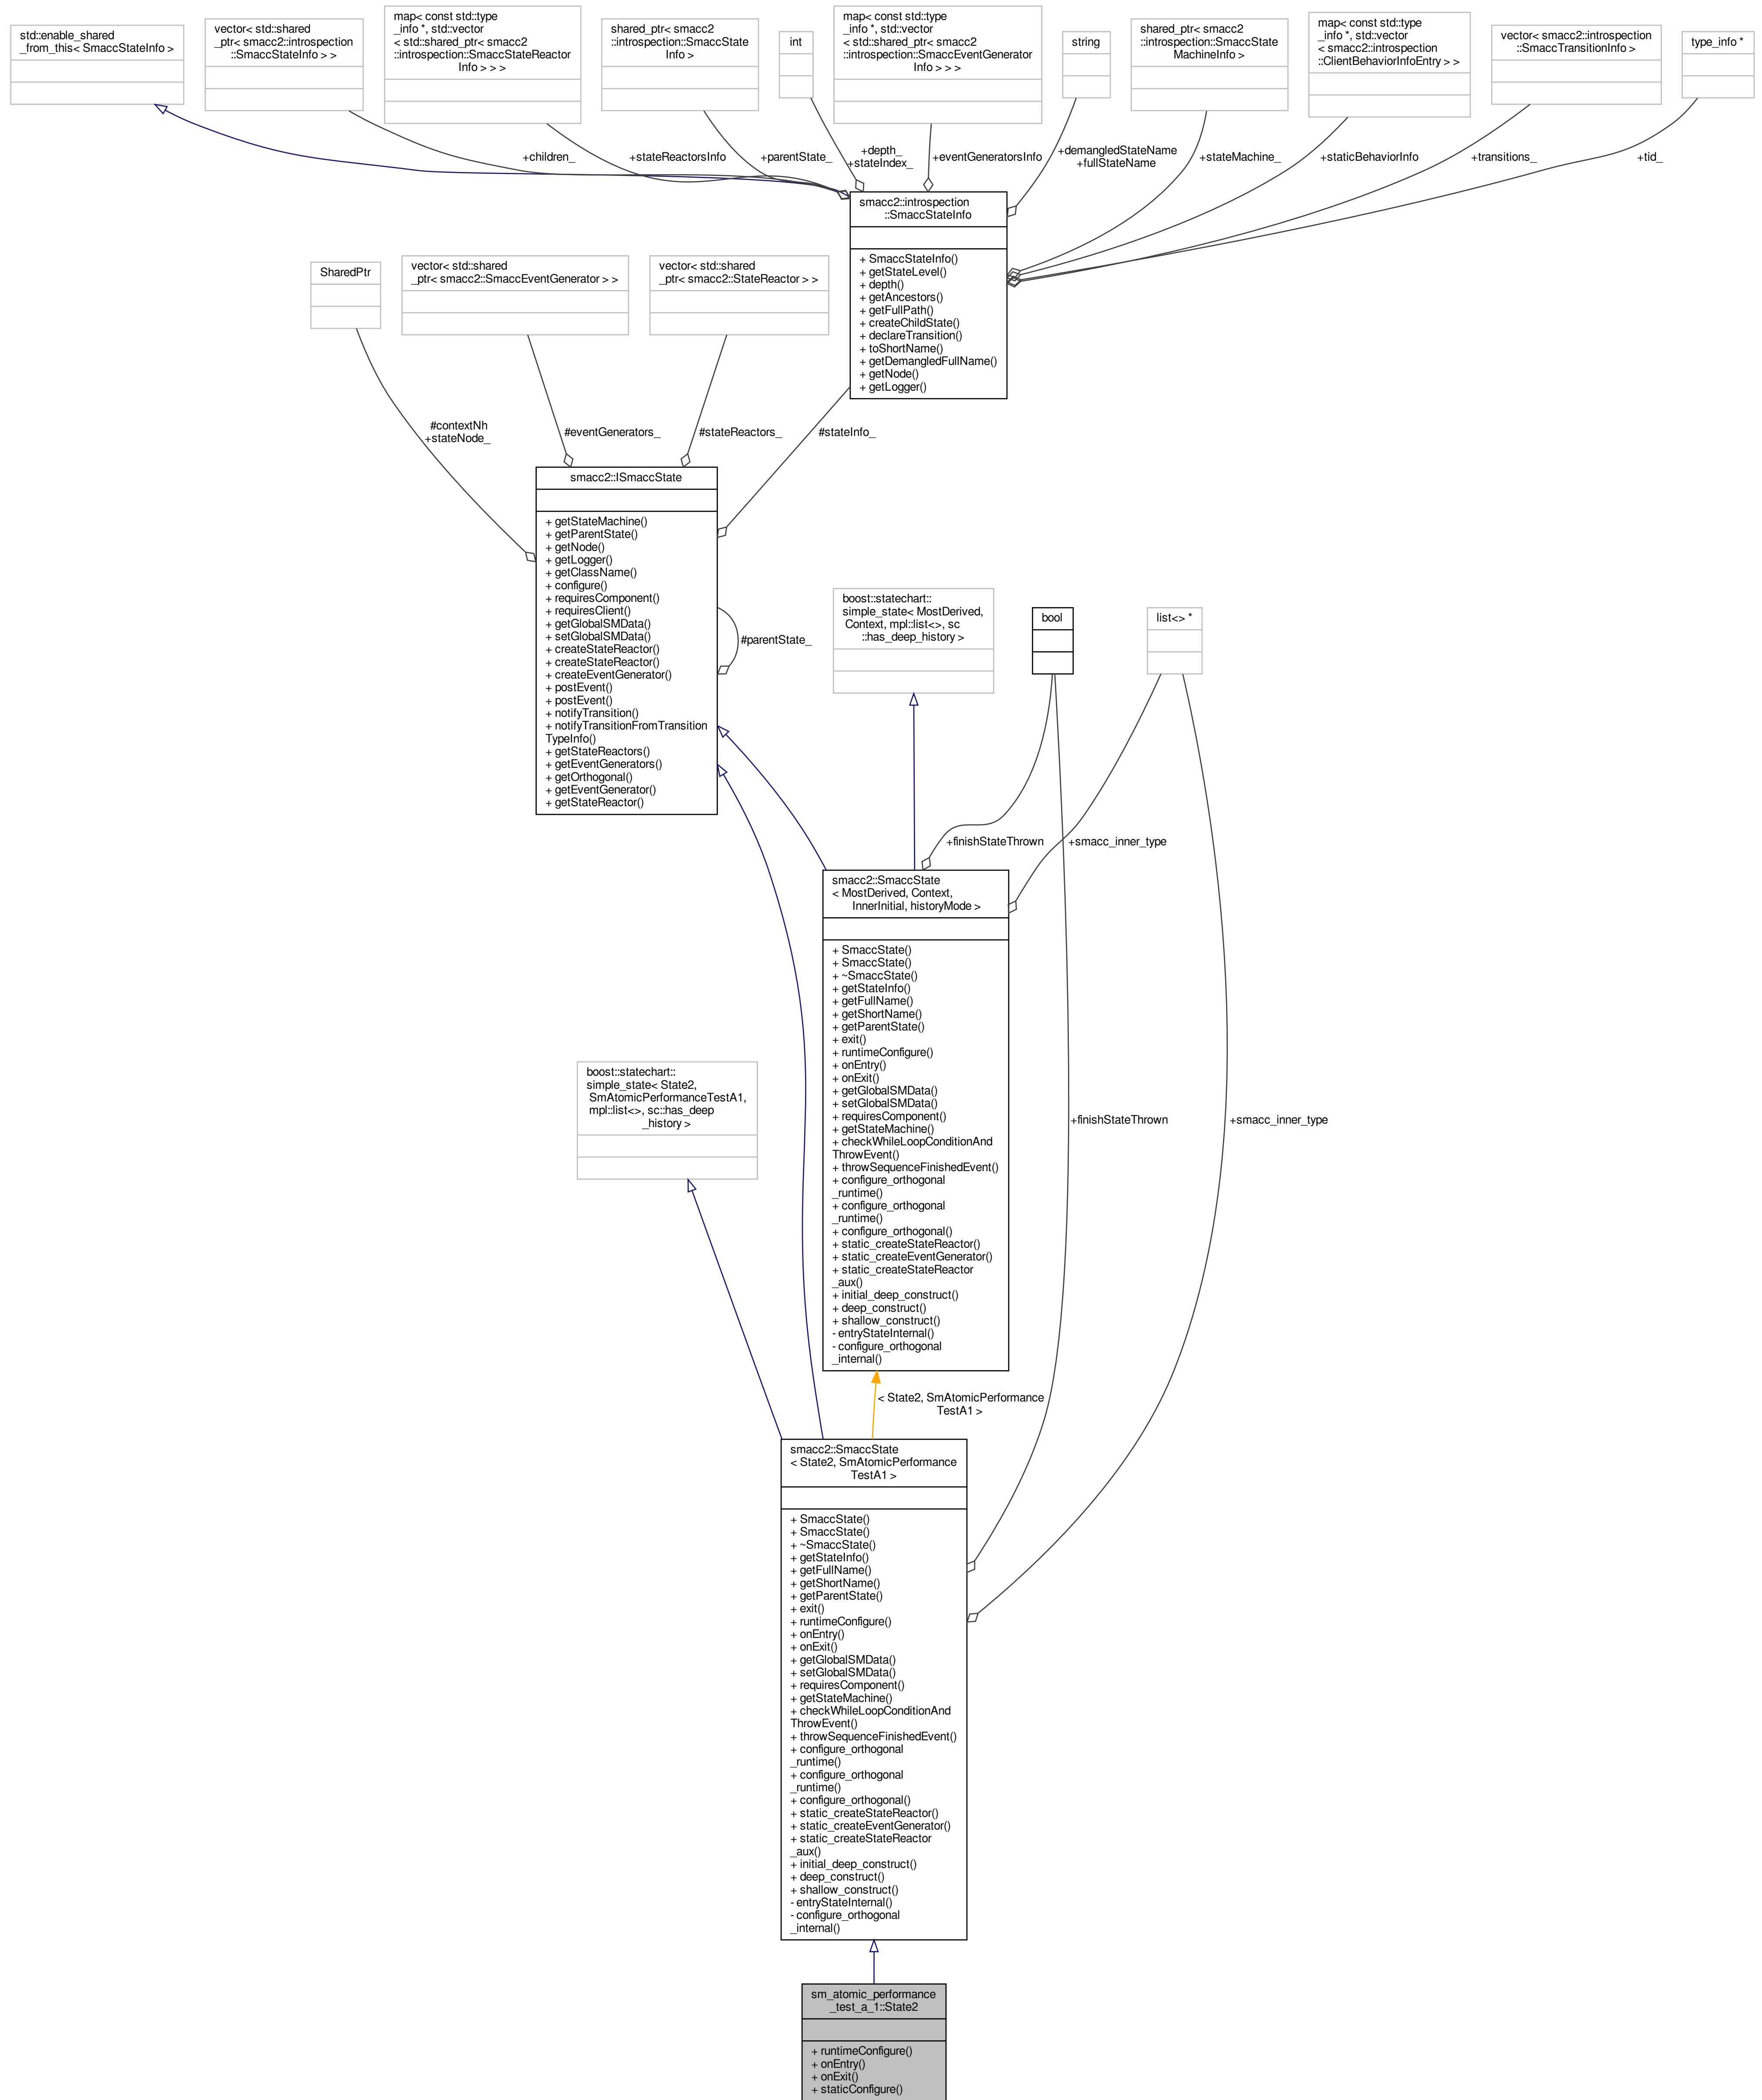 std::enable_shared
_from_this< SmaccStateInfo >
vector< std::shared
_ptr< smacc2::introspection
::SmaccStateInfo > >
map< const std::type
_info *, std::vector
< std::shared_ptr< smacc2
::introspection::SmaccStateReactor
Info > > >
shared_ptr< smacc2
::introspection::SmaccState
Info >
int
map< const std::type
_info *, std::vector
< std::shared_ptr< smacc2
::introspection::SmaccEventGenerator
Info > > >
string
shared_ptr< smacc2
::introspection::SmaccState
MachineInfo >
map< const std::type
_info *, std::vector
< smacc2::introspection
::ClientBehaviorInfoEntry > >
vector< smacc2::introspection
::SmaccTransitionInfo >
type_info *
+children_
+stateReactorsInfo
+parentState_
+depth_
+stateIndex_
+eventGeneratorsInfo
+demangledStateName
+fullStateName
+stateMachine_
+staticBehaviorInfo
+transitions_
+tid_
smacc2::introspection
::SmaccStateInfo
+ SmaccStateInfo()
+ getStateLevel()
+ depth()
+ getAncestors()
+ getFullPath()
+ createChildState()
+ declareTransition()
+ toShortName()
+ getDemangledFullName()
+ getNode()
+ getLogger()
SharedPtr
vector< std::shared
_ptr< smacc2::SmaccEventGenerator > >
vector< std::shared
_ptr< smacc2::StateReactor > >
#contextNh
+stateNode_
#eventGenerators_
#stateReactors_
#stateInfo_
smacc2::ISmaccState
+ getStateMachine()
+ getParentState()
+ getNode()
+ getLogger()
+ getClassName()
+ configure()
+ requiresComponent()
+ requiresClient()
+ getGlobalSMData()
+ setGlobalSMData()
+ createStateReactor()
+ createStateReactor()
+ createEventGenerator()
+ postEvent()
+ postEvent()
+ notifyTransition()
+ notifyTransitionFromTransition
TypeInfo()
+ getStateReactors()
+ getEventGenerators()
+ getOrthogonal()
+ getEventGenerator()
+ getStateReactor()
#parentState_
boost::statechart::
simple_state< MostDerived,
Context, mpl::list<>, sc
::has_deep_history >
bool
list<> *
+finishStateThrown
+smacc_inner_type
smacc2::SmaccState
< MostDerived, Context,
InnerInitial, historyMode >
+ SmaccState()
+ SmaccState()
+ ~SmaccState()
+ getStateInfo()
+ getFullName()
+ getShortName()
+ getParentState()
+ exit()
+ runtimeConfigure()
+ onEntry()
+ onExit()
+ getGlobalSMData()
+ setGlobalSMData()
+ requiresComponent()
+ getStateMachine()
+ checkWhileLoopConditionAnd
ThrowEvent()
+ throwSequenceFinishedEvent()
+ configure_orthogonal
_runtime()
+ configure_orthogonal
_runtime()
+ configure_orthogonal()
+ static_createStateReactor()
+ static_createEventGenerator()
+ static_createStateReactor
_aux()
+ initial_deep_construct()
+ deep_construct()
+ shallow_construct()
- entryStateInternal()
- configure_orthogonal
_internal()
boost::statechart::
simple_state< State2,
SmAtomicPerformanceTestA1,
mpl::list<>, sc::has_deep
_history >
+finishStateThrown
+smacc_inner_type
< State2, SmAtomicPerformance
TestA1 >
smacc2::SmaccState
< State2, SmAtomicPerformance
TestA1 >
+ SmaccState()
+ SmaccState()
+ ~SmaccState()
+ getStateInfo()
+ getFullName()
+ getShortName()
+ getParentState()
+ exit()
+ runtimeConfigure()
+ onEntry()
+ onExit()
+ getGlobalSMData()
+ setGlobalSMData()
+ requiresComponent()
+ getStateMachine()
+ checkWhileLoopConditionAnd
ThrowEvent()
+ throwSequenceFinishedEvent()
+ configure_orthogonal
_runtime()
+ configure_orthogonal
_runtime()
+ configure_orthogonal()
+ static_createStateReactor()
+ static_createEventGenerator()
+ static_createStateReactor
_aux()
+ initial_deep_construct()
+ deep_construct()
+ shallow_construct()
- entryStateInternal()
- configure_orthogonal
_internal()
sm_atomic_performance
_test_a_1::State2
+ runtimeConfigure()
+ onEntry()
+ onExit()
+ staticConfigure()